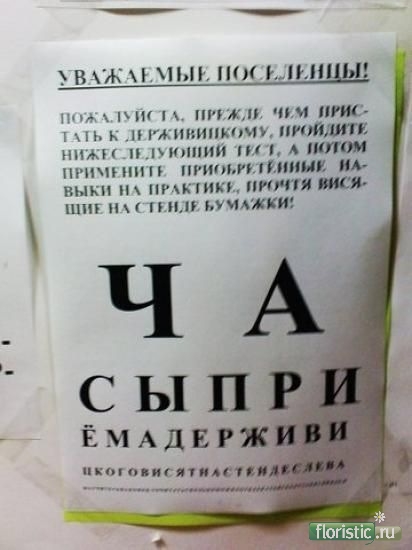 УВАЖАЕМЫЕ ПОСЕЛЕНЦЫ!
ПОЖАЛУЙСТА, ПРЕЖДЕ ЧЕМ ПРИС-
ТАТЬ К ДЕРЖИВИЦКОМУ, ПРОЙДИТЕ
НИЖЕСЛЕДУЮЩИЙ ТЕСТ, А ПОТОМ
ПРИМЕНИТЕ ПРИОБРЕТЁННЫЕ НА-
ВЫКИ НА ПРАКТИКЕ, ПРОЧТЯ ВИСЯ-
ЩИЕ НА СТЕНДЕ БУМАЖКИ!
Ч А
С Ы П Р И
ЁМАДЕРЖИВИ
ЦКОГОВИСЯТНАСТЕНДЕСЛЕВА
floristic.ru